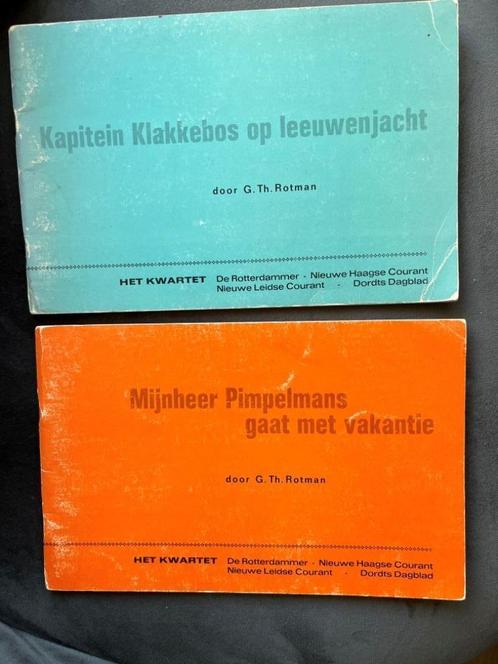 Kapitein Klakkebos op leeuwenjacht
door G. Th. Rotman
HET KWARTET De Rotterdammer - Nieuwe Haagse Courant
Nieuwe Leidse Courant - Dordts Dagblad
Mijnheer Pimpelmans
gaat met vakantie
door G. Th. Rotman
HET KWARTET De Rotterdammer - Nieuwe Haagse Courant
Nieuwe Leidse Courant - Dordts Dagblad